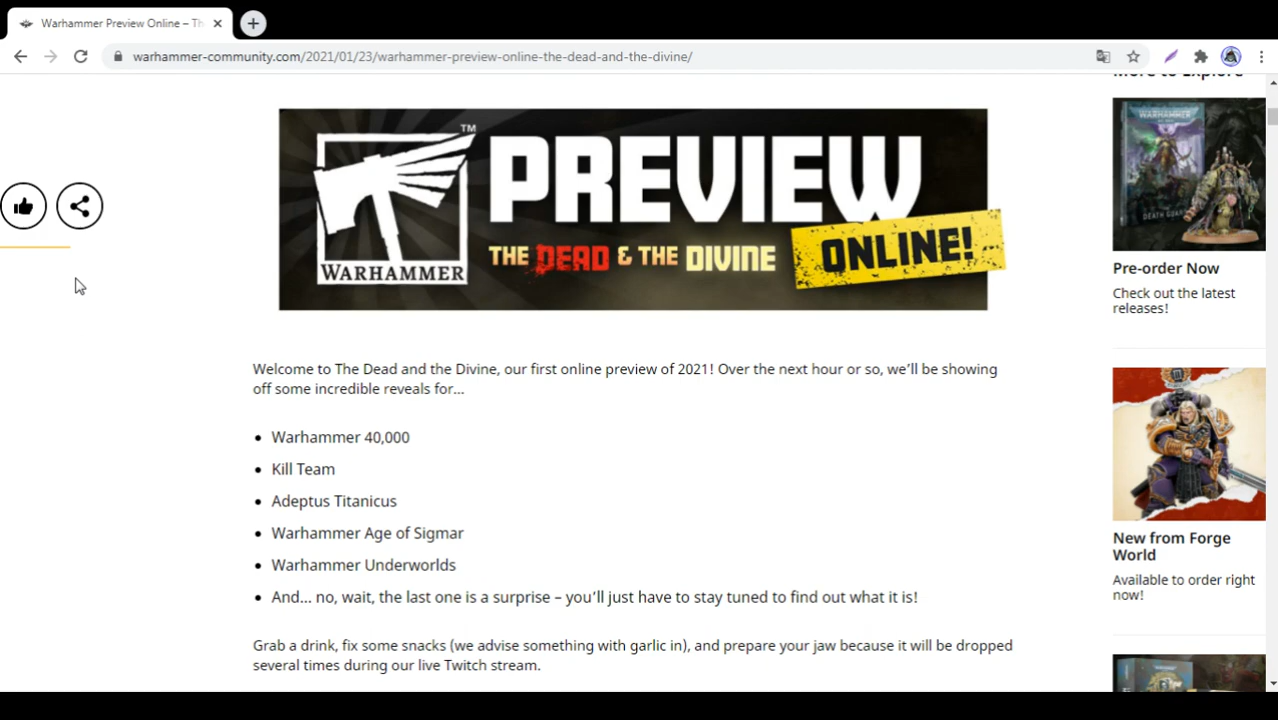 Warhammer Preview Online – Th
warhammer-community.com/2021/01/23/warhammer-preview-online-the-dead-and-the-divine/
More to Explore
TM
PREVIEW
WARHAMMER
THE DEAD & THE DIVINE
ONLINE!
WARHAMMER
DEATH GUARD
Pre-order Now
Check out the latest
releases!
Welcome to The Dead and the Divine, our first online preview of 2021! Over the next hour or so, we’ll be showing
off some incredible reveals for…
• Warhammer 40,000
• Kill Team
• Adeptus Titanicus
• Warhammer Age of Sigmar
• Warhammer Underworlds
• And… no, wait, the last one is a surprise – you’ll just have to stay tuned to find out what it is!
New from Forge
World
Available to order right
now!
Grab a drink, fix some snacks (we advise something with garlic in), and prepare your jaw because it will be dropped
several times during our live Twitch stream.